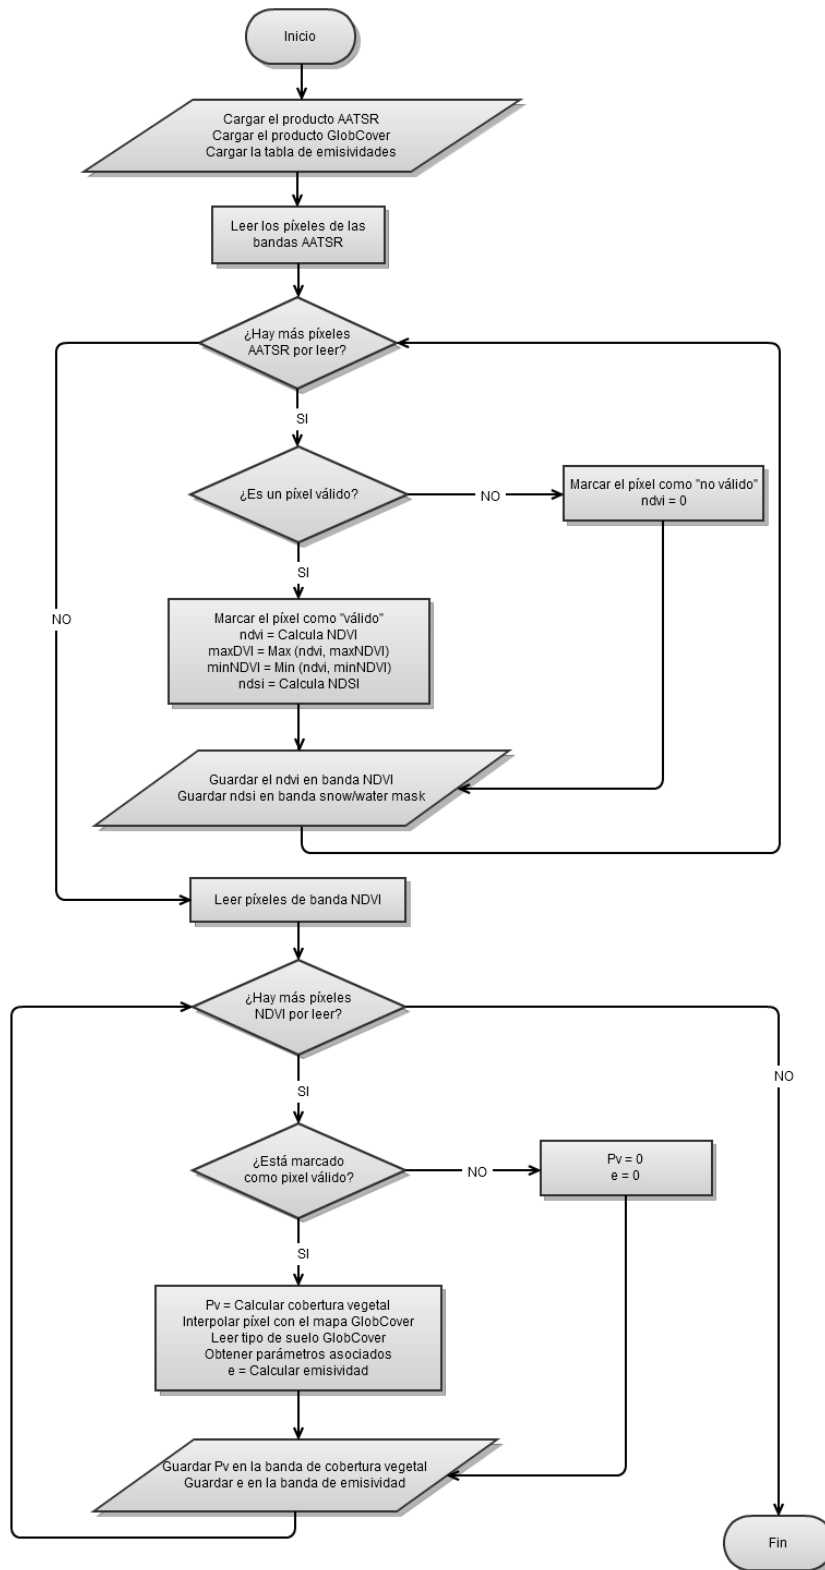 Inicio
Cargar el producto AATSR
Cargar el producto GlobCover
Cargar la tabla de emisividades
Leer los píxeles de las
bandas AATSR
¿Hay más píxeles
AATSR por leer?
SI
¿Es un píxel válido?
NO
Marcar el píxel como "no válido"
ndvi = 0
SI
NO
Marcar el píxel como "válido"
ndvi = Calcula NDVI
maxDVI = Max (ndvi, maxNDVI)
minNDVI = Min (ndvi, minNDVI)
ndsi = Calcula NDSI
Guardar el ndvi en banda NDVI
Guardar ndsi en banda snow/water mask
Leer píxeles de banda NDVI
¿Hay más píxeles
NDVI por leer?
NO
SI
¿Está marcado
como pixel válido?
NO
Pv = 0
e = 0
SI
Pv = Calcular cobertura vegetal
Interpolar píxel con el mapa GlobCover
Leer tipo de suelo GlobCover
Obtener parámetros asociados
e = Calcular emisividad
Guardar Pv en la banda de cobertura vegetal
Guardar e en la banda de emisividad
Fin